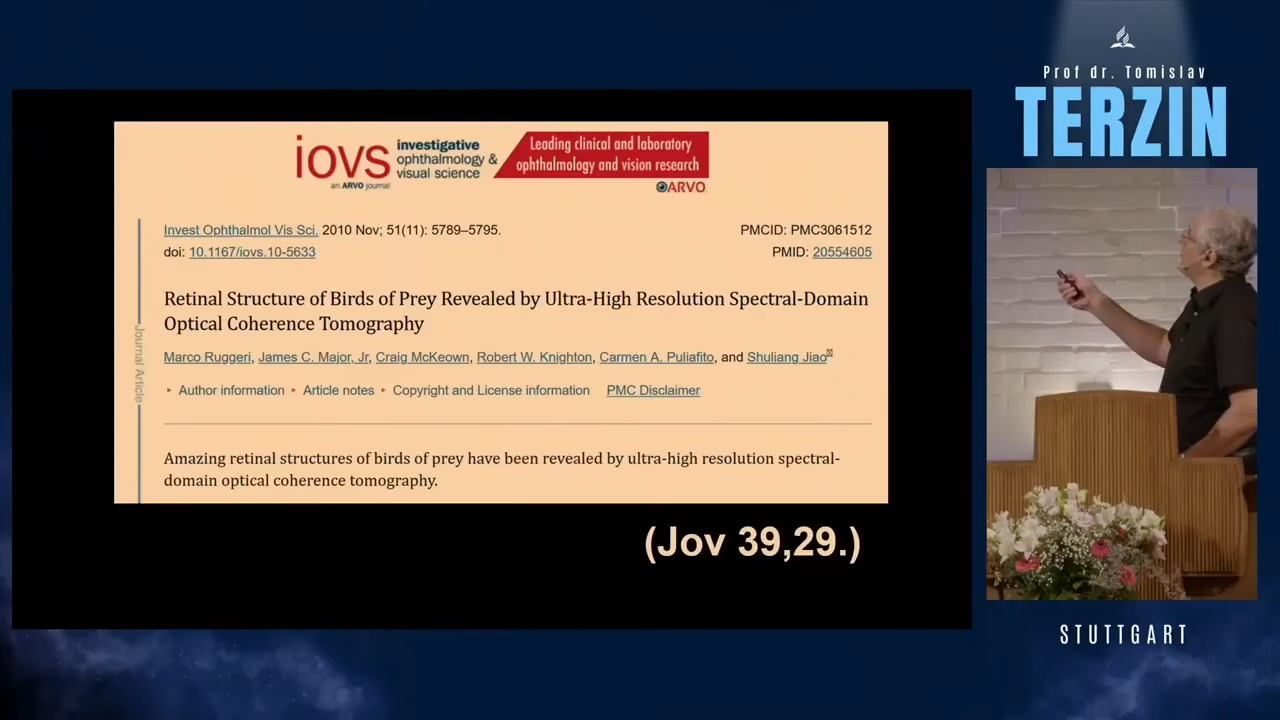 iovs
investigative
ophthalmology &
visual science
an ARVO journal
Leading clinical and laboratory
ophthalmology and vision research
ARVO
Journal Article
Invest Ophthalmol Vis Sci. 2010 Nov; 51(11): 5789–5795.
doi: 10.1167/iovs.10-5633
PMCID: PMC3061512
PMID: 20554605
Retinal Structure of Birds of Prey Revealed by Ultra-High Resolution Spectral-Domain
Optical Coherence Tomography
Marco Ruggeri, James C. Major, Jr, Craig McKeown, Robert W. Knighton, Carmen A. Puliafito, and Shuliang Jiao
Author information Article notes Copyright and License information PMC Disclaimer
Amazing retinal structures of birds of prey have been revealed by ultra-high resolution spectral-
domain optical coherence tomography.
(Jov 39,29.)
Prof dr. Tomislav
TERZIN
STUTTGART